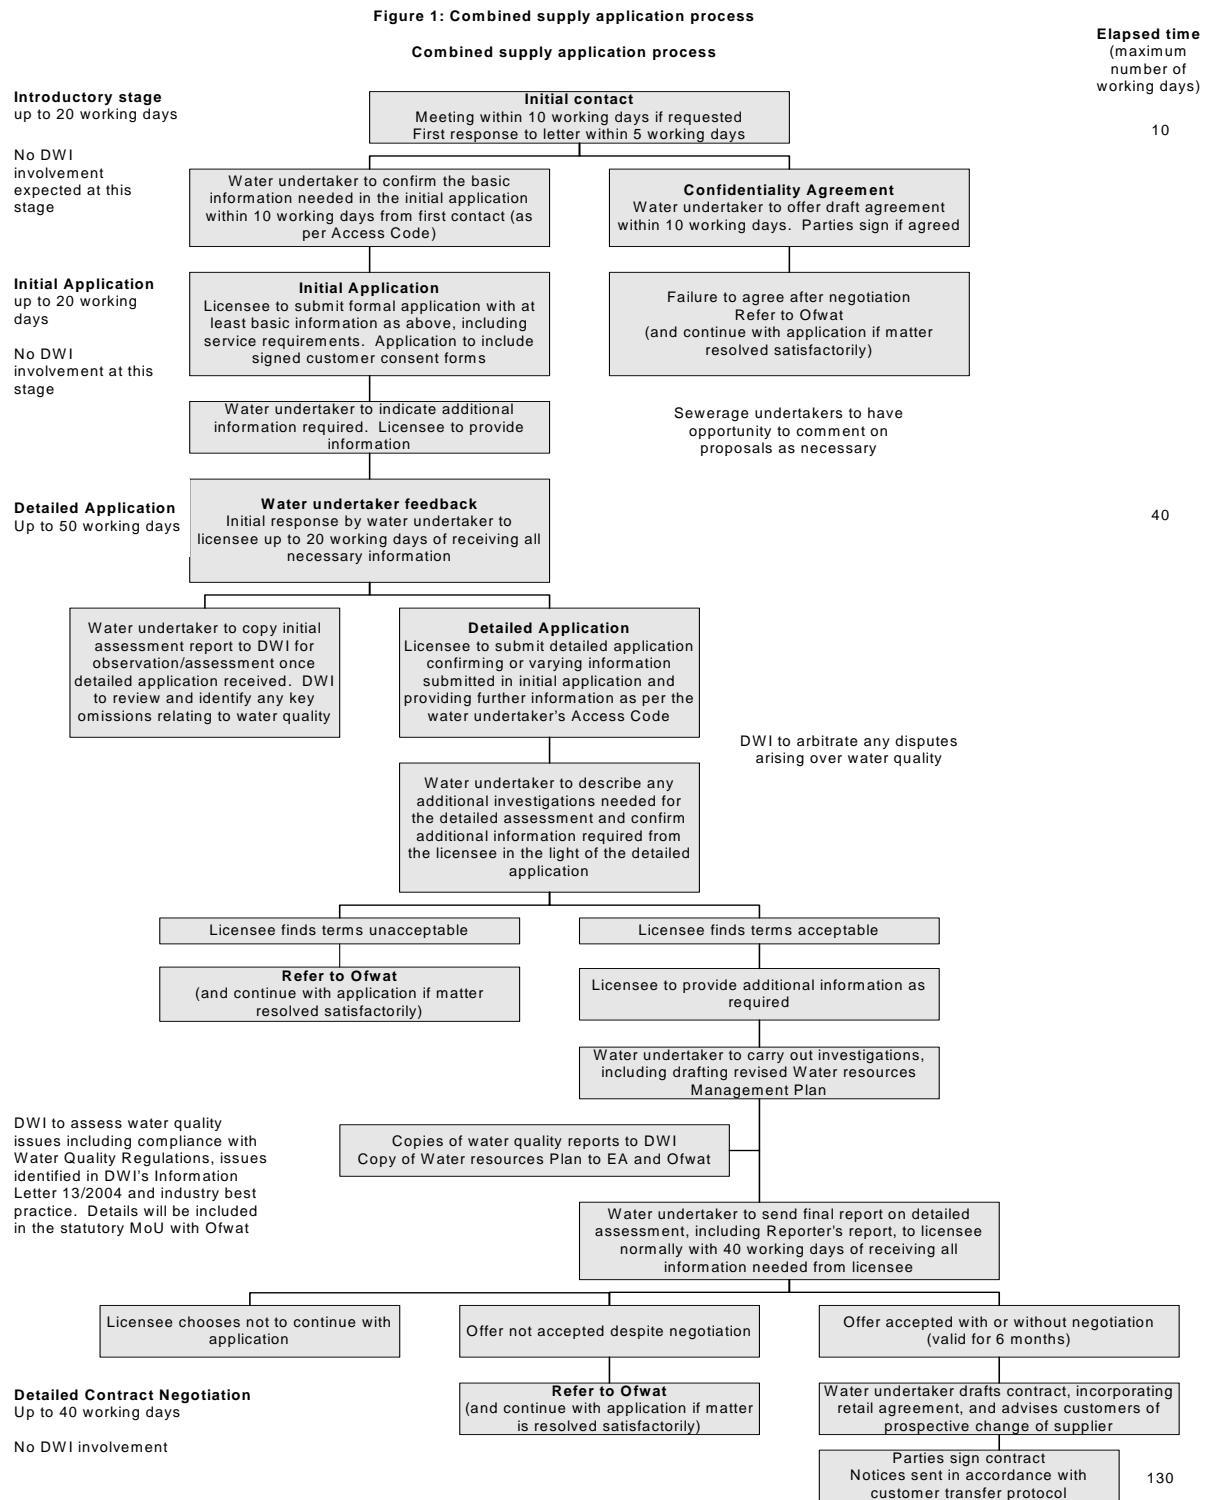 Figure 1: Combined supply application process
Combined supply application process
Elapsed time
(maximum
number of
working days)
Introductory stage
up to 20 working days
No DWI
involvement
expected at this
stage
Initial contact
Meeting within 10 working days if requested
First response to letter within 5 working days
10
Water undertaker to confirm the basic
information needed in the initial application
within 10 working days from first contact (as
per Access Code)
Confidentiality Agreement
Water undertaker to offer draft agreement
within 10 working days. Parties sign if agreed
Initial Application
up to 20 working
days
No DWI
involvement at this
stage
Initial Application
Licensee to submit formal application with at
least basic information as above, including
service requirements. Application to include
signed customer consent forms
Failure to agree after negotiation
Refer to Ofwat
(and continue with application if matter
resolved satisfactorily)
Water undertaker to indicate additional
information required. Licensee to provide
information
Sewerage undertakers to have
opportunity to comment on
proposals as necessary
Detailed Application
Up to 50 working days
Water undertaker feedback
Initial response by water undertaker to
licensee up to 20 working days of receiving all
necessary information
40
Water undertaker to copy initial
assessment report to DWI for
observation/assessment once
detailed application received. DWI
to review and identify any key
omissions relating to water quality
Detailed Application
Licensee to submit detailed application
confirming or varying information
submitted in initial application and
providing further information as per the
water undertaker's Access Code
DWI to arbitrate any disputes
arising over water quality
Water undertaker to describe any
additional investigations needed for
the detailed assessment and confirm
additional information required from
the licensee in the light of the detailed
application
Licensee finds terms unacceptable
Licensee finds terms acceptable
Refer to Ofwat
(and continue with application if matter
resolved satisfactorily)
Licensee to provide additional information as
required
Water undertaker to carry out investigations,
including drafting revised Water resources
Management Plan
DWI to assess water quality
issues including compliance with
Water Quality Regulations, issues
identified in DWI's Information
Letter 13/2004 and industry best
practice. Details will be included
in the statutory MoU with Ofwat
Copies of water quality reports to DWI
Copy of Water resources Plan to EA and Ofwat
Water undertaker to send final report on detailed
assessment, including Reporter's report, to licensee
normally with 40 working days of receiving all
information needed from licensee
Licensee chooses not to continue with
application
Offer not accepted despite negotiation
Offer accepted with or without negotiation
(valid for 6 months)
Detailed Contract Negotiation
Up to 40 working days
No DWI involvement
Refer to Ofwat
(and continue with application if matter
is resolved satisfactorily)
Water undertaker drafts contract, incorporating
retail agreement, and advises customers of
prospective change of supplier
Parties sign contract
Notices sent in accordance with
customer transfer protocol
130